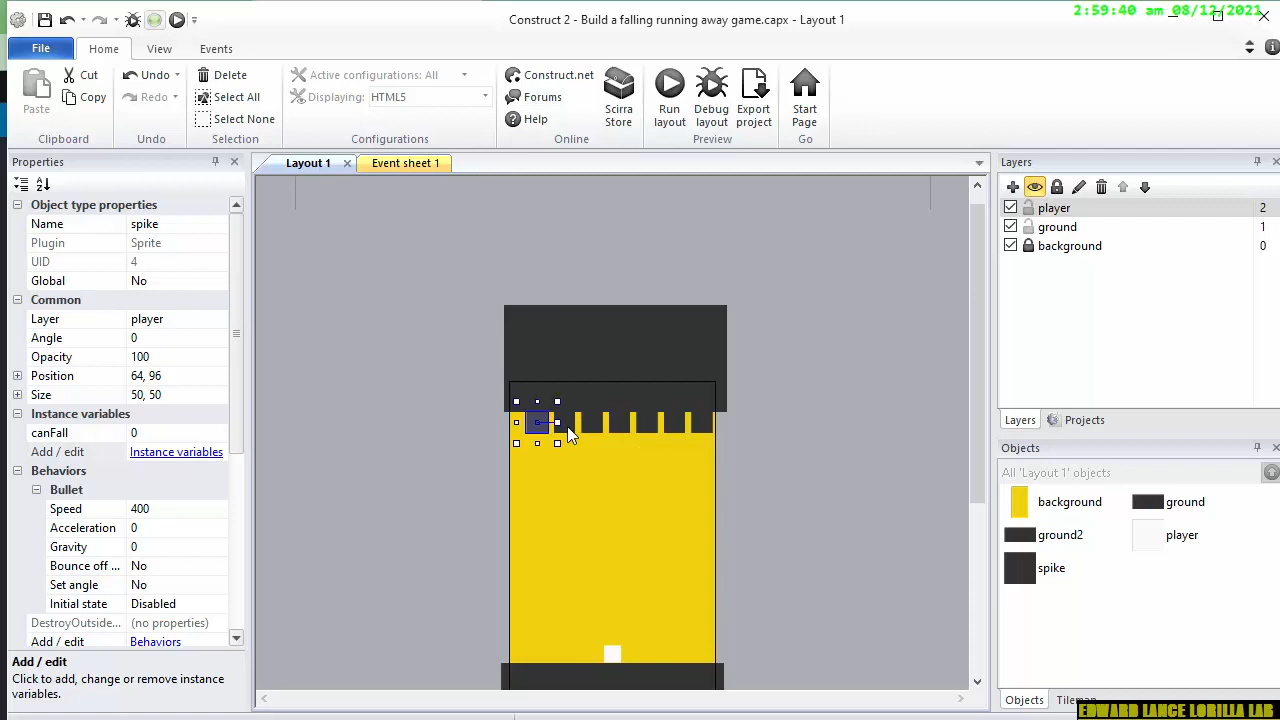 Construct 2 - Build a falling running away game.capx - Layout 1
2:59:40 am 08/12/2021
File
Home
View
Events
Paste
Cut
Copy
Clipboard
Undo
Redo
Undo
Delete
Select All
Select None
Selection
Active configurations: All
Displaying: HTML5
Configurations
Construct.net
Forums
Help
Scirra Store
Online
Run layout
Debug layout
Export project
Preview
Start Page
Go
Properties
Layout 1
Event sheet 1
Object type properties
Name spike
Plugin Sprite
UID 4
Global No
Common
Layer player
Angle 0
Opacity 100
Position 64, 96
Size 50, 50
Instance variables
canFall 0
Add / edit Instance variables
Behaviors
Bullet
Speed 400
Acceleration 0
Gravity 0
Bounce off ... No
Set angle No
Initial state Disabled
DestroyOutside... (no properties)
Add / edit Behaviors
Add / edit
Click to add, change or remove instance
variables.
Layers
player 2
ground 1
background 0
Layers Projects
Objects
All 'Layout 1' objects
background
ground
ground2
player
spike
Objects
EDWARD LANCE LORILLA LAB